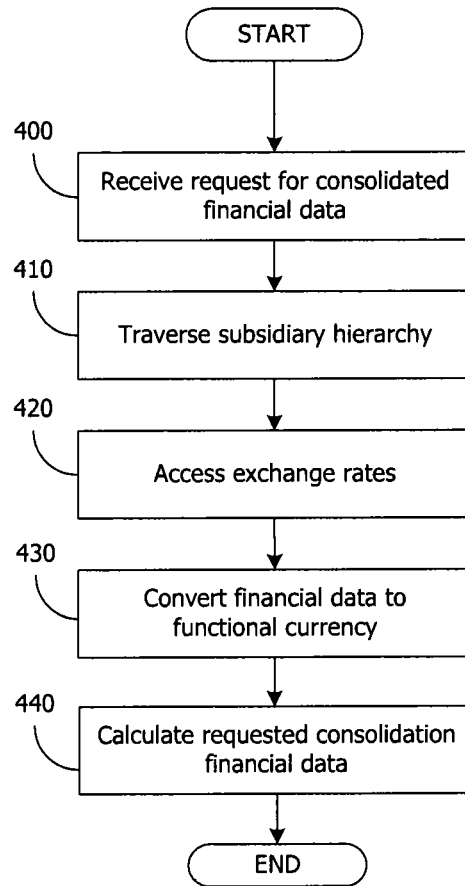 START
400
Receive request for consolidated
financial data
410
Traverse subsidiary hierarchy
420
Access exchange rates
430
Convert financial data to
functional currency
440
Calculate requested consolidation
financial data
END